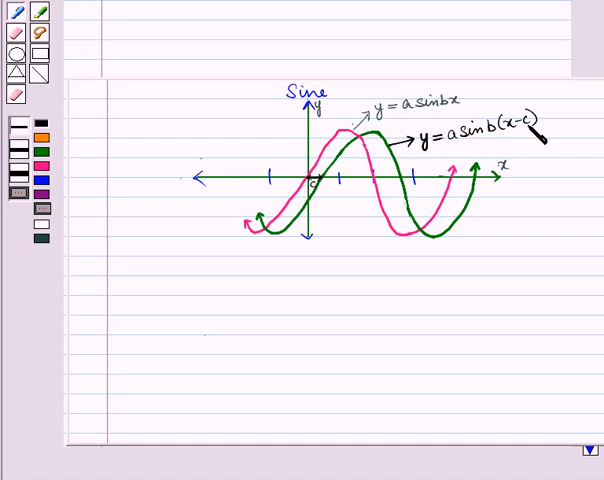 Sine
y
y = a sin bx
y = a sin b(x-c)
x
c